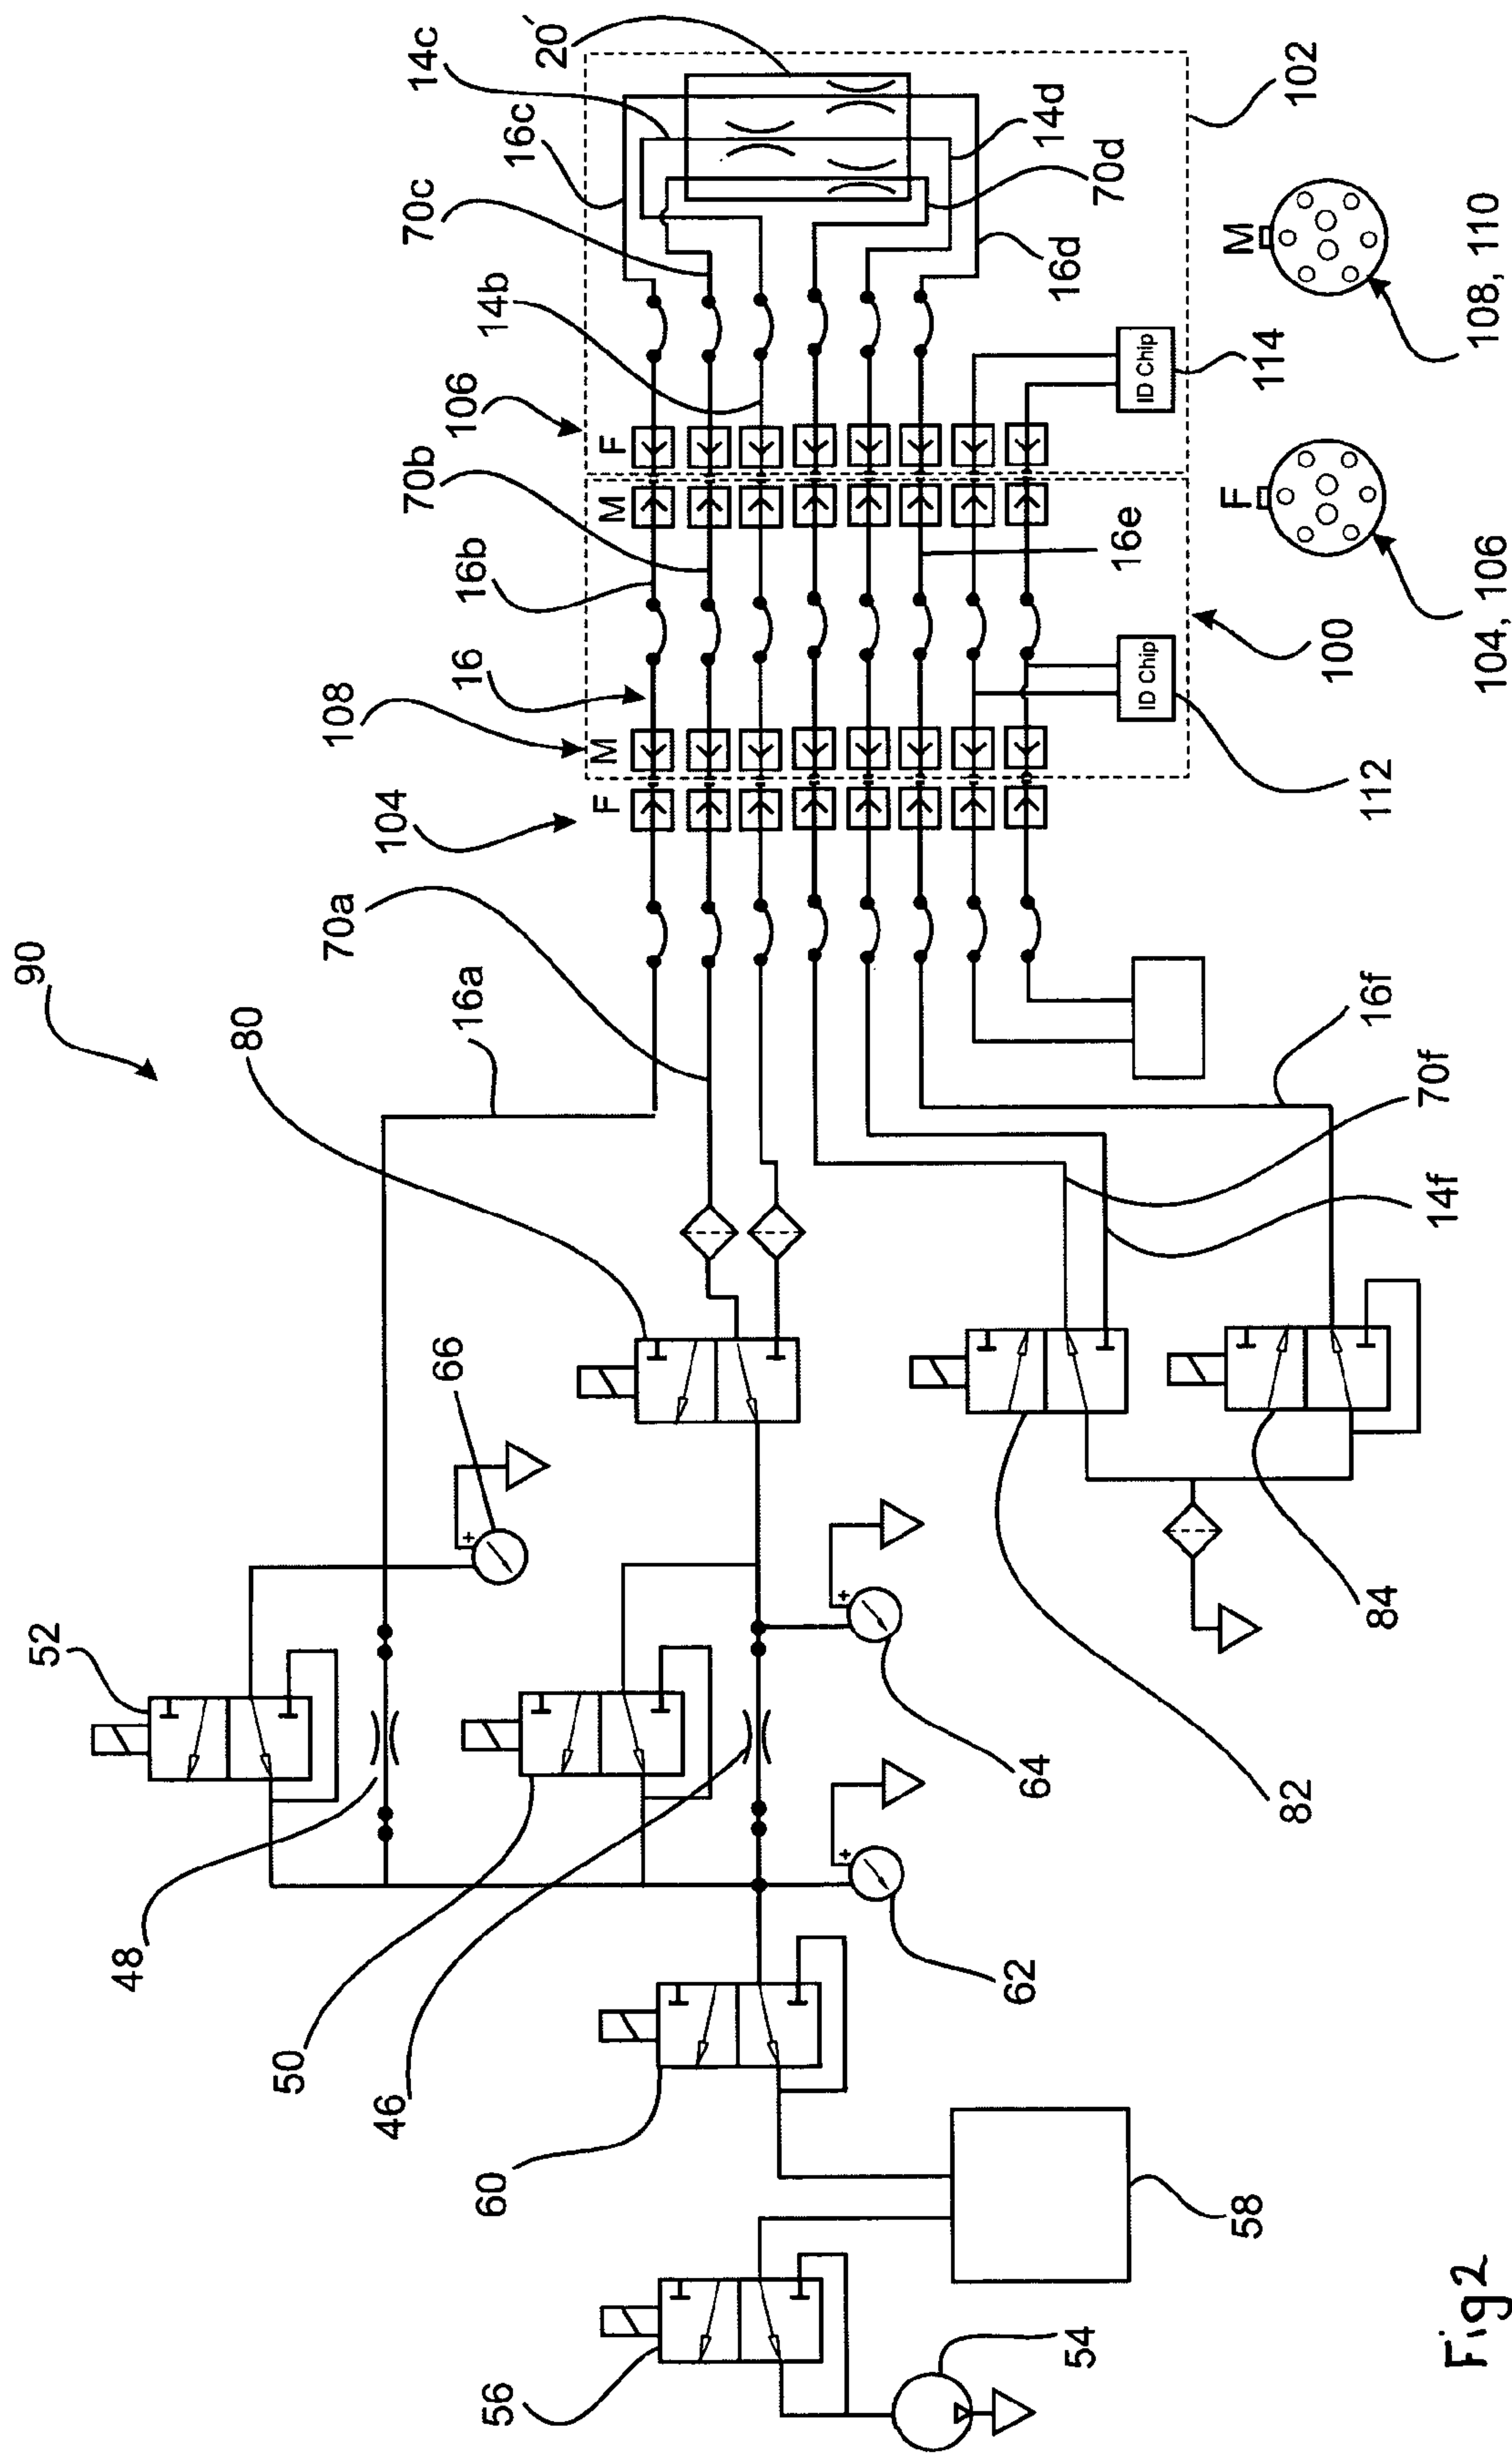 90
52
66
80
16a
70a
104
108
16
16b
70b
106
14b
70c
16c
14c
20'
F
M
M
F
48
50
46
60
56
54
58
62
64
82
84
14f
70f
16f
112
100
16e
114
16d
70d
14d
102
ID Chip
ID Chip
+
+
+
F
104, 106
M
108, 110
Fig2